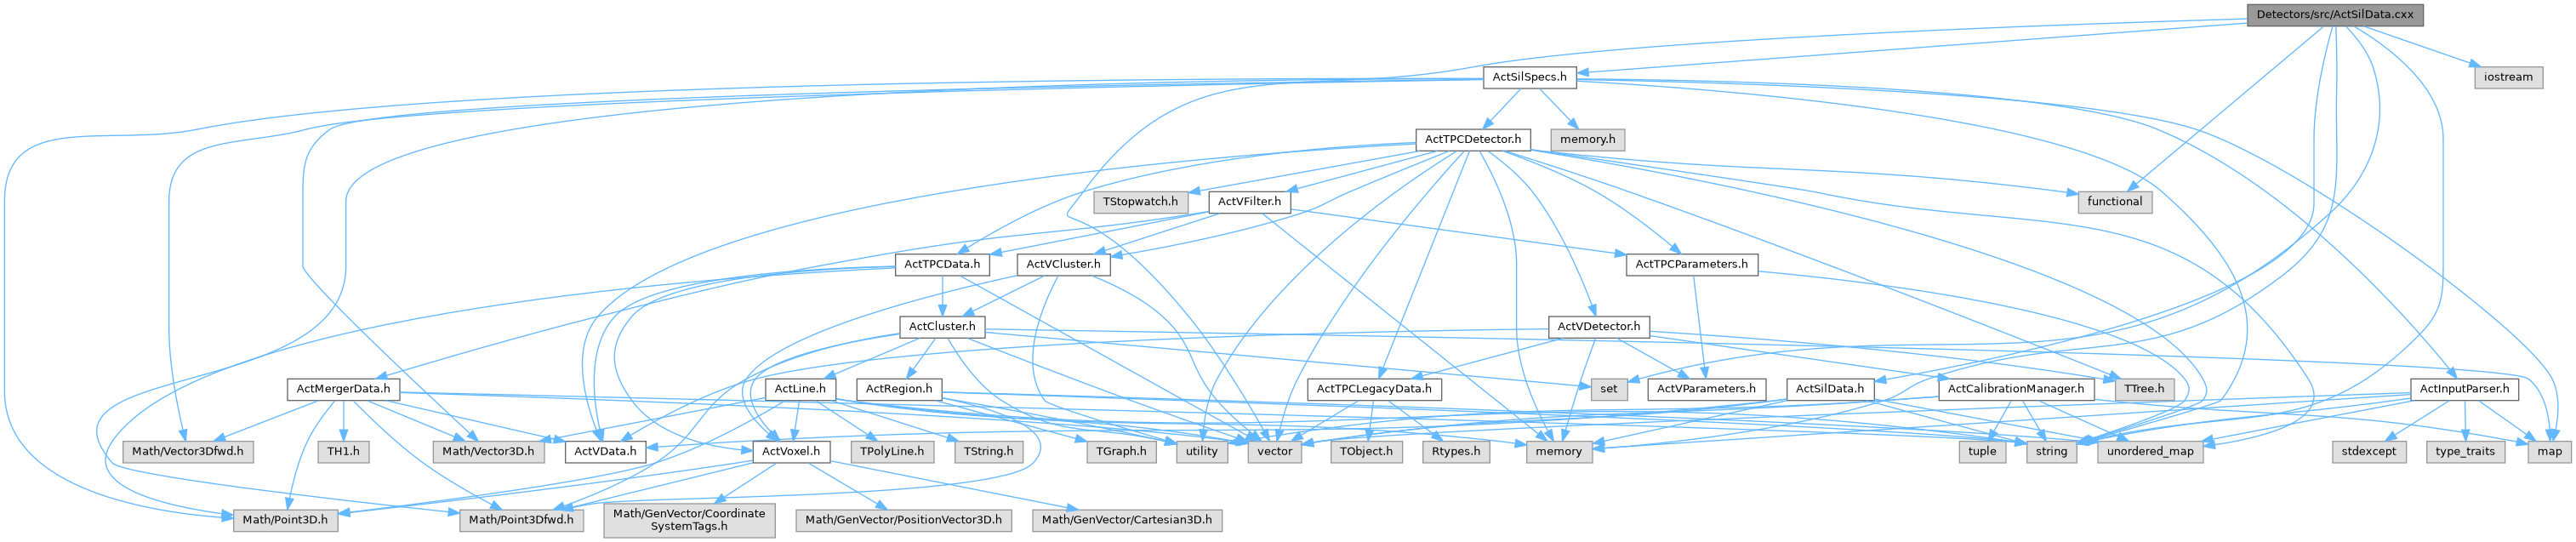 Detectors/src/ActSilData.cxx
ActSilSpecs.h
iostream
ActTPCDetector.h
memory.h
TStopwatch.h
ActVFilter.h
functional
ActTPCData.h
ActVCluster.h
ActTPCParameters.h
ActCluster.h
ActVDetector.h
ActMergerData.h
ActLine.h
ActRegion.h
set
ActTPCLegacyData.h
ActVParameters.h
ActSilData.h
ActCalibrationManager.h
TTree.h
ActInputParser.h
Math/Vector3Dfwd.h
TH1.h
Math/Vector3D.h
ActVData.h
ActVoxel.h
TPolyLine.h
TString.h
TGraph.h
utility
vector
TObject.h
Rtypes.h
memory
tuple
string
unordered_map
stdexcept
type_traits
map
Math/Point3D.h
Math/Point3Dfwd.h
Math/GenVector/Coordinate
SystemTags.h
Math/GenVector/PositionVector3D.h
Math/GenVector/Cartesian3D.h